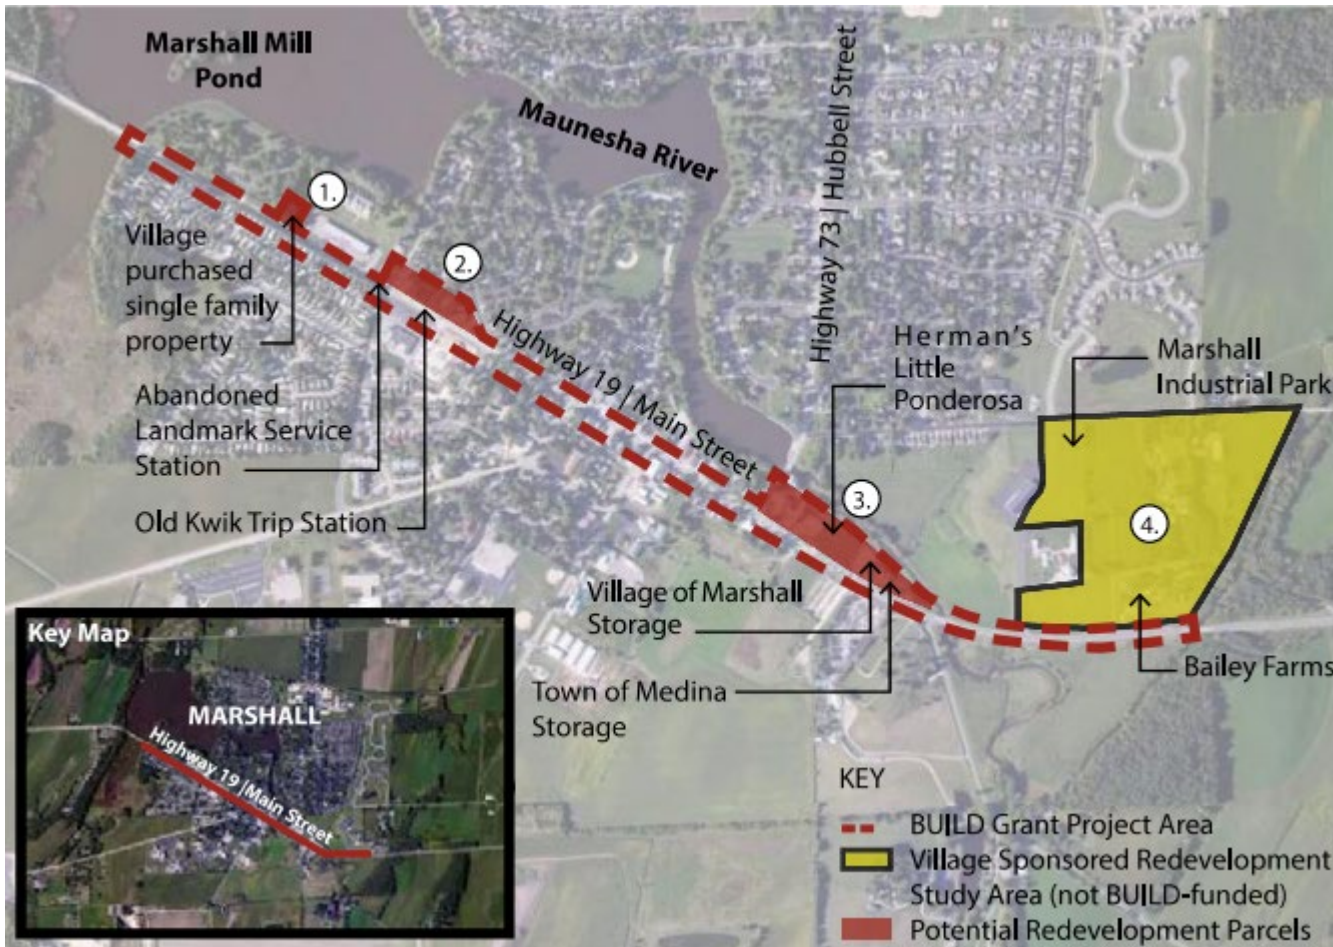 Marshall Mill
Pond
Maunesha River
Highway 73 | Hubbell Street
1.
Village
purchased
single family
property
2.
Abandoned
Landmark Service
Station
Old Kwik Trip Station
Highway 19 | Main Street
Herman's
Little
Ponderosa
Marshall
Industrial Park
3.
4.
Village of Marshall
Storage
Town of Medina
Storage
Bailey Farms
Key Map
MARSHALL
Highway 19 | Main Street
KEY
BUILD Grant Project Area
Village Sponsored Redevelopment
Study Area (not BUILD-funded)
Potential Redevelopment Parcels